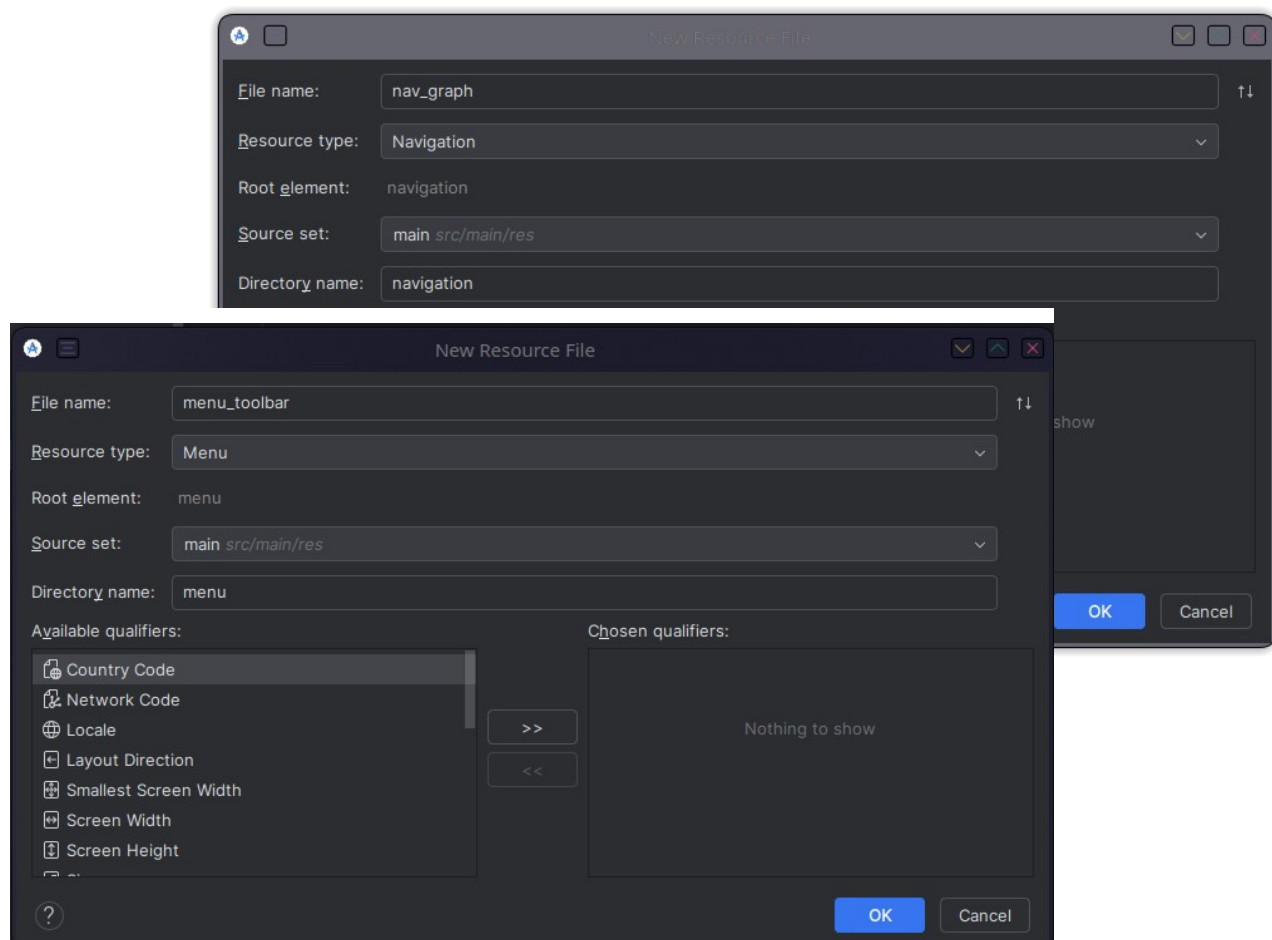 New Resource File
File name: nav_graph ↑↓
Resource type: Navigation
Root element: navigation
Source set: main src/main/res
Directory name: navigation
show
OK Cancel
New Resource File
File name: menu_toolbar ↑↓
Resource type: Menu
Root element: menu
Source set: main src/main/res
Directory name: menu
Available qualifiers: Chosen qualifiers:
Country Code
Network Code
Locale
Layout Direction
Smallest Screen Width
Screen Width
Screen Height
>>
<<
Nothing to show
? OK Cancel